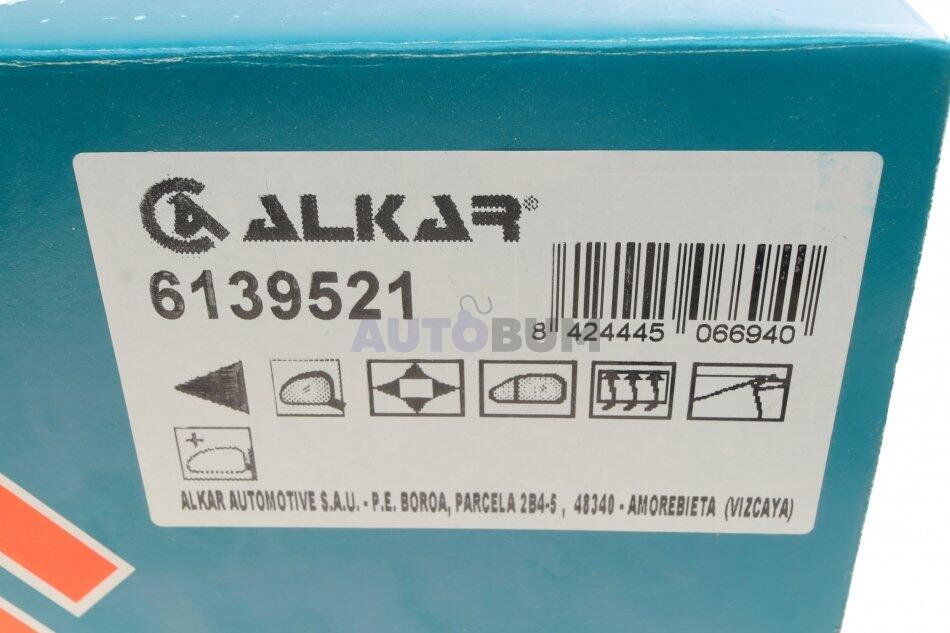 ALKAR®
6139521
8 424445 066940
AUTOBUM
ALKAR AUTOMOTIVE S.A.U. - P.E. BOROA, PARCELA 2B4-5 , 48340 - AMOREBIETA (VIZCAYA)